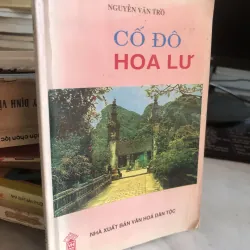 NGUYỄN VĂN TRÒ
CỐ ĐÔ
HOA LƯ
NHÀ XUẤT BẢN VĂN HOÁ DÂN TỘC